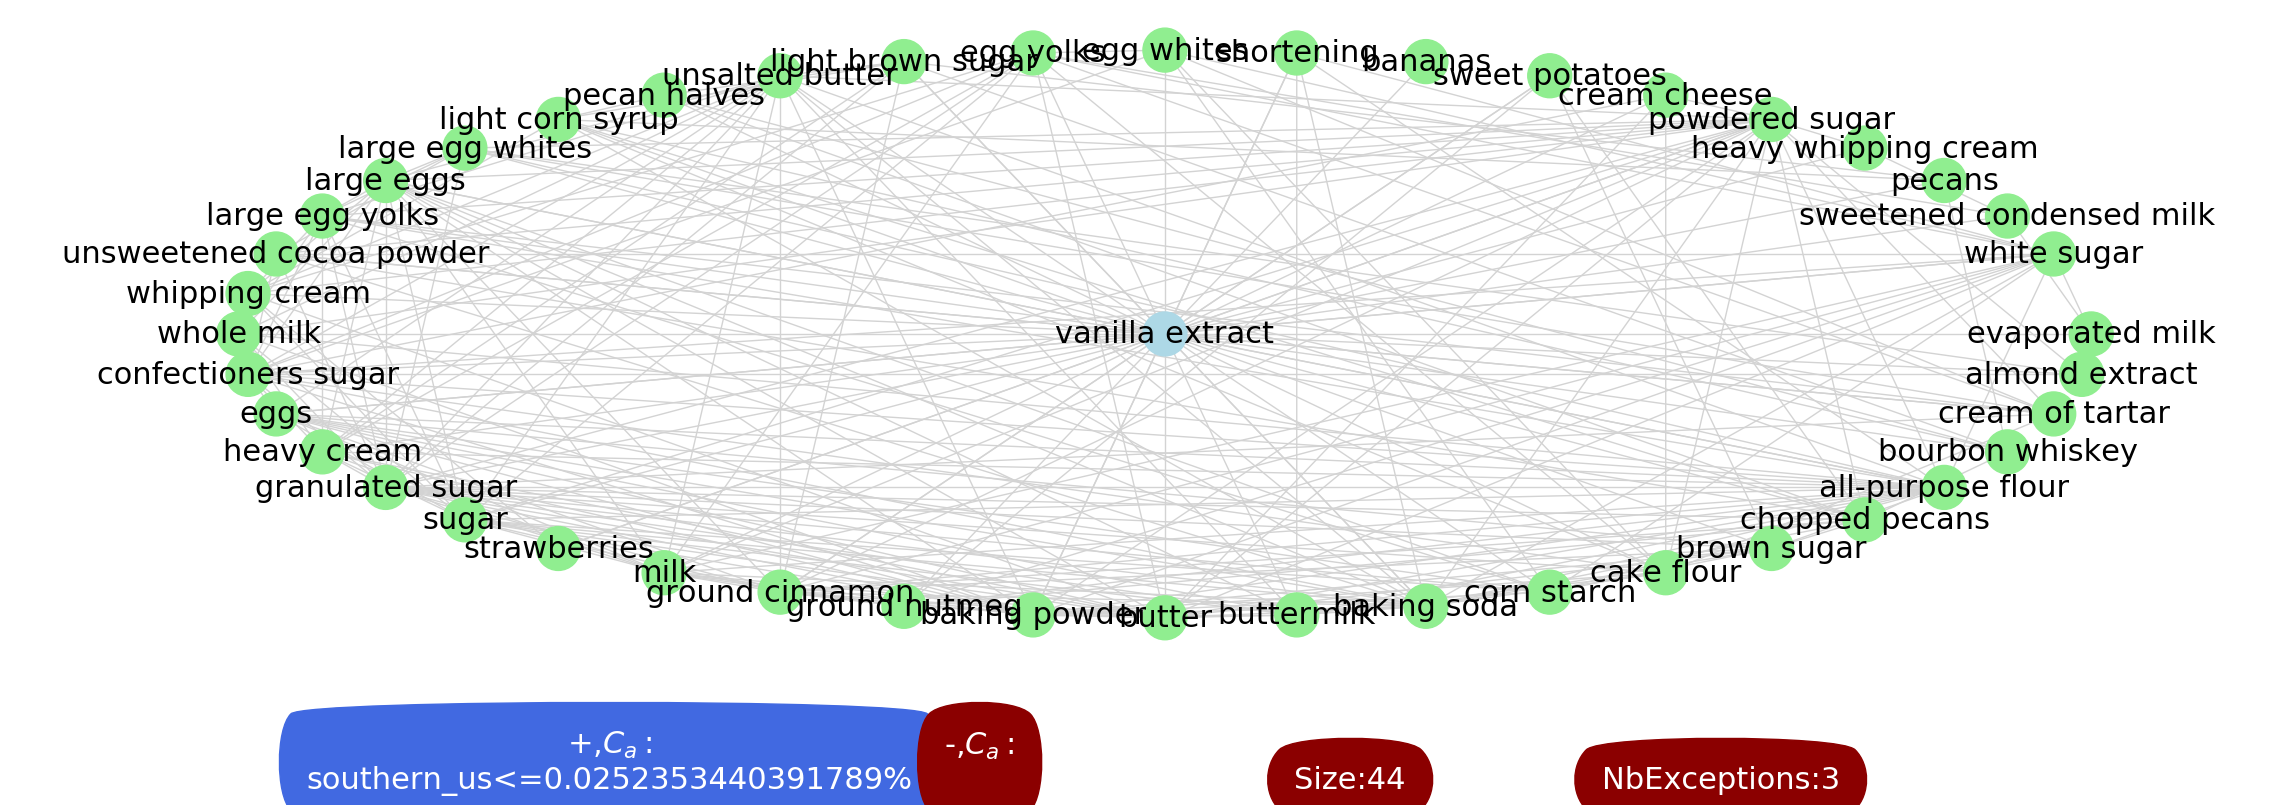 egg whites
egg yolks
shortening
light brown sugar
bananas
unsalted butter
sweet potatoes
pecan halves
cream cheese
light corn syrup
powdered sugar
large egg whites
heavy whipping cream
large eggs
pecans
large egg yolks
sweetened condensed milk
unsweetened cocoa powder
white sugar
whipping cream
whole milk
vanilla extract
evaporated milk
confectioners sugar
almond extract
eggs
cream of tartar
heavy cream
bourbon whiskey
granulated sugar
all-purpose flour
sugar
chopped pecans
strawberries
brown sugar
milk
cake flour
ground cinnamon
corn starch
ground nutmeg
baking soda
baking powder
buttermilk
butter
+,Cₐ :
southern_us<=0.0252353440391789%
-,Cₐ :
Size:44
NbExceptions:3